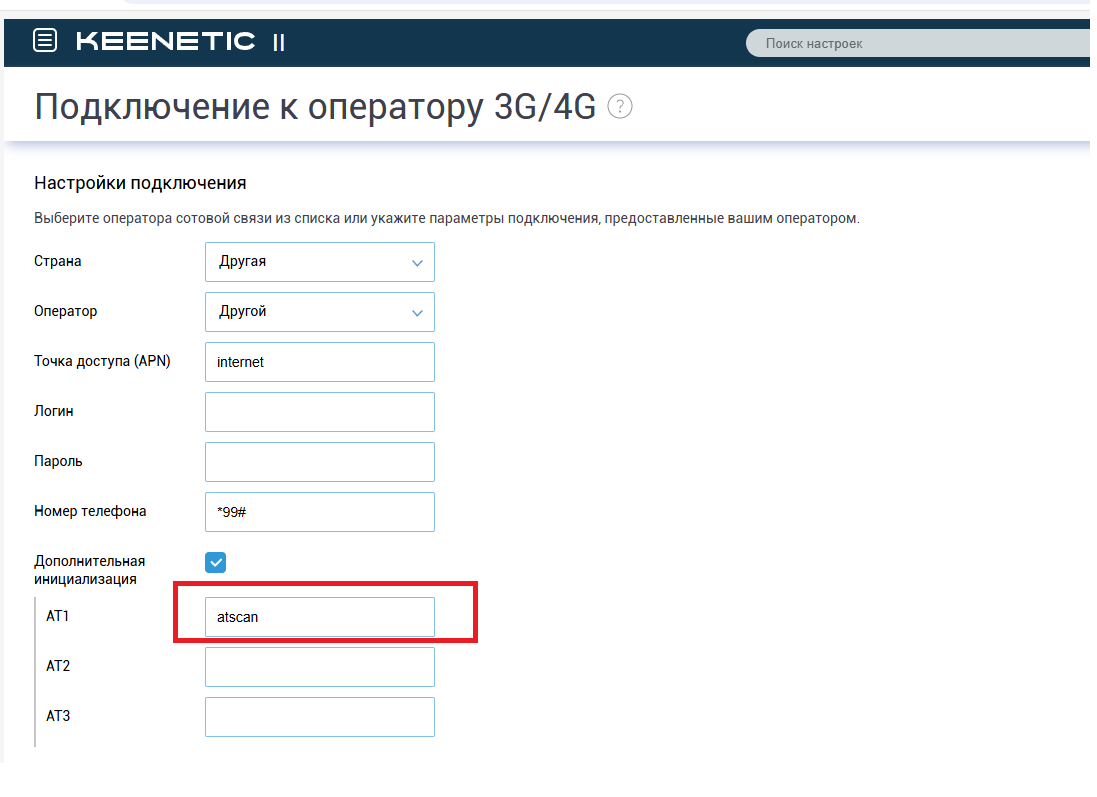 KEENETIC II
Поиск настроек
Подключение к оператору 3G/4G ?
Настройки подключения
Выберите оператора сотовой связи из списка или укажите параметры подключения, предоставленные вашим оператором.
Страна Другая
Оператор Другой
Точка доступа (APN) internet
Логин
Пароль
Номер телефона *99#
Дополнительная
инициализация
AT1 atscan
AT2
AT3